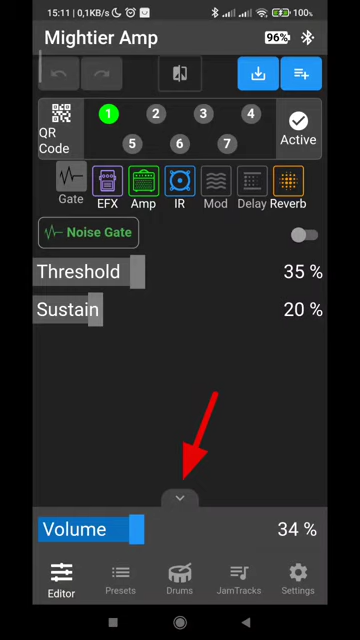 15:11 | 0,1KB/s
100%
Mightier Amp
96%
QR
Code
1
2
3
4
5
6
7
Active
Gate
EFX
Amp
IR
Mod
Delay
Reverb
Noise Gate
Threshold
35 %
Sustain
20 %
Volume
34 %
Editor
Presets
Drums
JamTracks
Settings